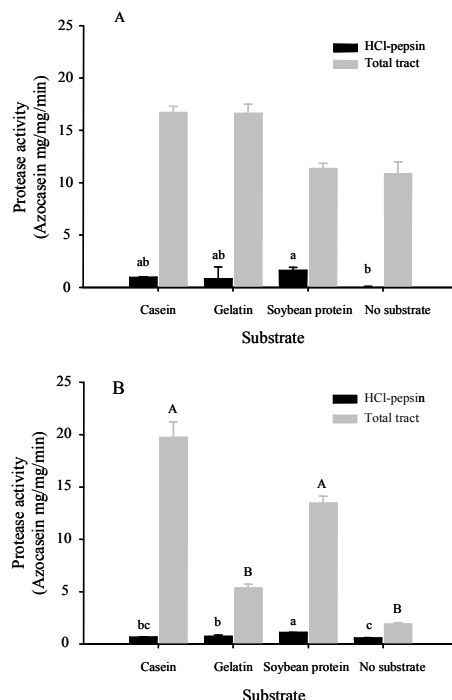 A
HCl-pepsin
Total tract
Protease activity
(Azocasein mg/mg/min)
25
20
15
10
5
0
ab
ab
a
b
Casein
Gelatin
Soybean protein
No substrate
Substrate
B
HCl-pepsin
Total tract
Protease activity
(Azocasein mg/mg/min)
25
20
15
10
5
0
A
B
A
B
bc
b
a
c
Casein
Gelatin
Soybean protein
No substrate
Substrate